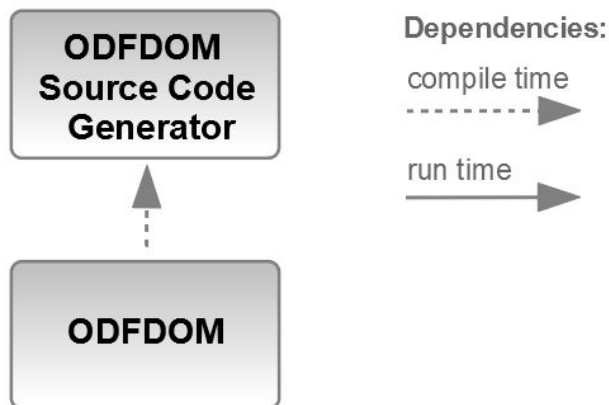 ODFDOM
Source Code
Generator
Dependencies:
compile time
run time
ODFDOM